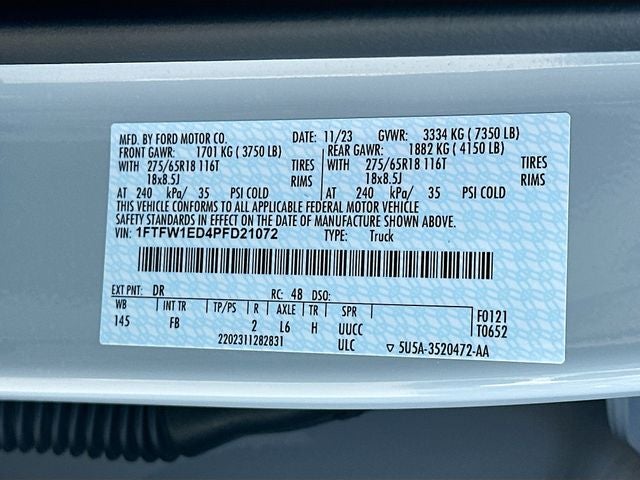 MFD. BY FORD MOTOR CO. DATE: 11/23 GVWR: 3334 KG ( 7350 LB)
FRONT GAWR: 1701 KG ( 3750 LB) REAR GAWR: 1882 KG ( 4150 LB)
WITH 275/65R18 116T TIRES WITH 275/65R18 116T TIRES
18x8.5J RIMS 18x8.5J RIMS
AT 240 kPa/ 35 PSI COLD AT 240 kPa/ 35 PSI COLD
THIS VEHICLE CONFORMS TO ALL APPLICABLE FEDERAL MOTOR VEHICLE
SAFETY STANDARDS IN EFFECT ON THE DATE OF MANUFACTURE SHOWN ABOVE.
VIN: 1FTFW1ED4PFD21072 TYPE: Truck
EXT PNT: DR RC: 48 DSO:
WB INT TR TP/PS R AXLE TR SPR F0121
145 FB 2 L6 H UUCC T0652
2202311282831 ULC ▽ 5U5A-3520472-AA